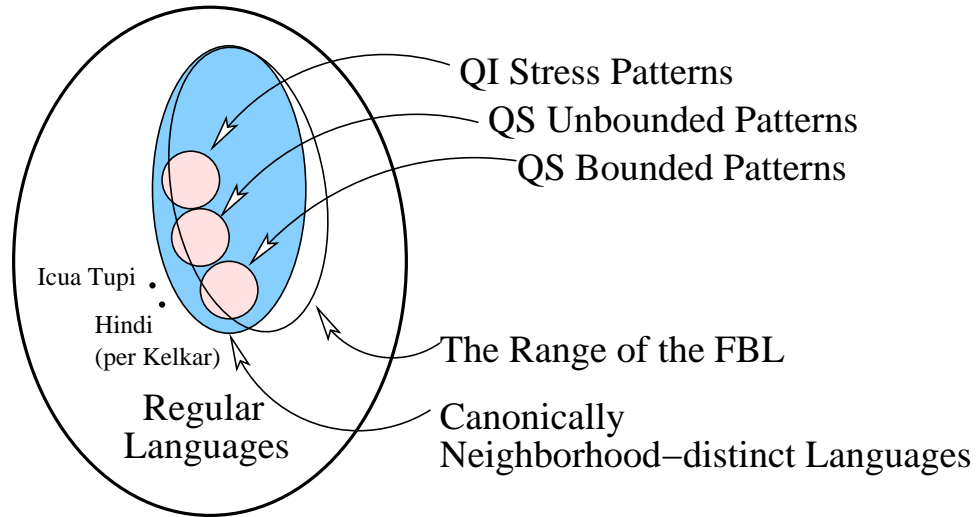 QI Stress Patterns
QS Unbounded Patterns
QS Bounded Patterns
Icua Tupi
Hindi
(per Kelkar)
The Range of the FBL
Regular
Languages
Canonically
Neighborhood−distinct Languages